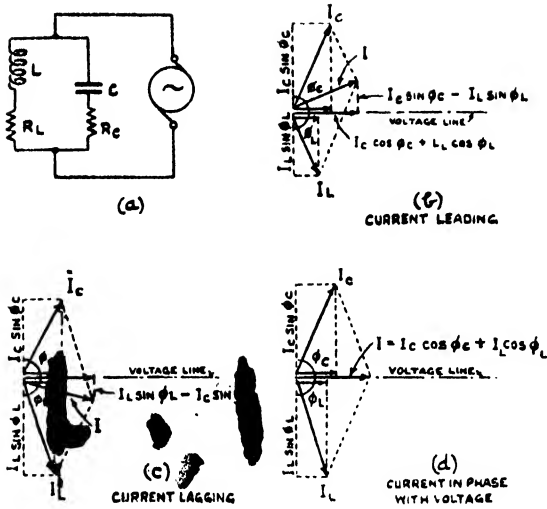 L
C
R_L
R_C
~
(a)
I_C
I_C SIN ϕ_C
I
ϕ_C
I_C SIN ϕ_C – I_L SIN ϕ_L
VOLTAGE LINE
I_C COS ϕ_C + I_L COS ϕ_L
ϕ_L
I_L SIN ϕ_L
I_L
(b)
CURRENT LEADING
I_C
I_C SIN ϕ_C
ϕ
VOLTAGE LINE
I_L SIN ϕ_L – I_C SIN
ϕ
I
I_L SIN ϕ_L
I_L
(c)
CURRENT LAGGING
I_C
I_C SIN ϕ_C
I = I_C COS ϕ_C + I_L COS ϕ_L
ϕ_C
VOLTAGE LINE
ϕ_L
I_L SIN ϕ_L
I_L
(d)
CURRENT IN PHASE
WITH VOLTAGE